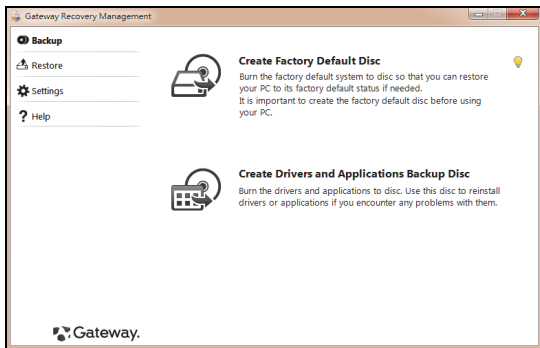 Gateway Recovery Management
Backup
Restore
Settings
Help
Create Factory Default Disc
Burn the factory default system to disc so that you can restore
your PC to its factory default status if needed.
It is important to create the factory default disc before using
your PC.
Create Drivers and Applications Backup Disc
Burn the drivers and applications to disc. Use this disc to reinstall
drivers or applications if you encounter any problems with them.
Gateway.